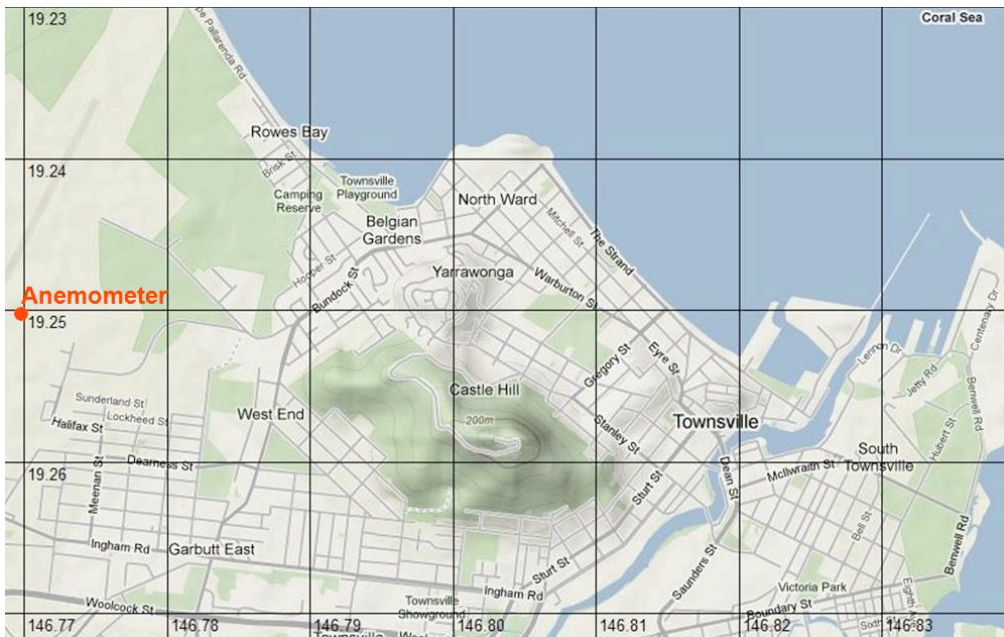 19.23
Coral Sea
Pallarenda Rd
Rowes Bay
19.24
Brisk St
Townsville
Playground
Camping
Reserve
North Ward
Belgian
Gardens
Mitchell St
The Strand
Hooper St
Yarrawonga
Bundock St
Warburton St
Anemometer
19.25
Centenary Dr
Lennon Dr
Eyre St
Gregory St
Jetty Rd
Benwell Rd
Castle Hill
Sunderland St
Lockheed St
West End
200m
Halifax St
Stanley St
Townsville
Hubert St
Dearness St
19.26
Meenan St
Sturt St
Dean St
McIlwraith St
South
Townsville
Bell St
Benwell Rd
Ingham Rd
Garbutt East
Sturt St
Saunders St
Ingham Rd
Victoria Park
Eighth
Woolcock St
Townsville
Showground
Boundary St
146.77
146.78
146.79
146.80
146.81
146.82
146.83
Townsville